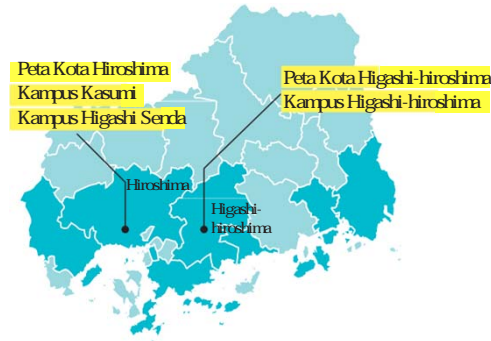 Peta Kota Hiroshima
Kampus Kasumi
Kampus Higashi Senda
Peta Kota Higashi-hiroshima
Kampus Higashi-hiroshima
Hiroshima
Higashi-
hiroshima